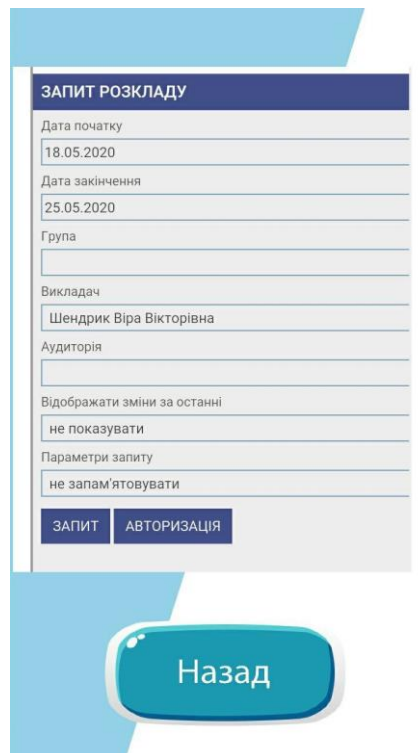 ЗАПИТ РОЗКЛАДУ
Дата початку
18.05.2020
Дата закінчення
25.05.2020
Група
Викладач
Шендрик Віра Вікторівна
Аудиторія
Відображати зміни за останні
не показувати
Параметри запиту
не запам'ятовувати
ЗАПИТ АВТОРИЗАЦІЯ
Назад